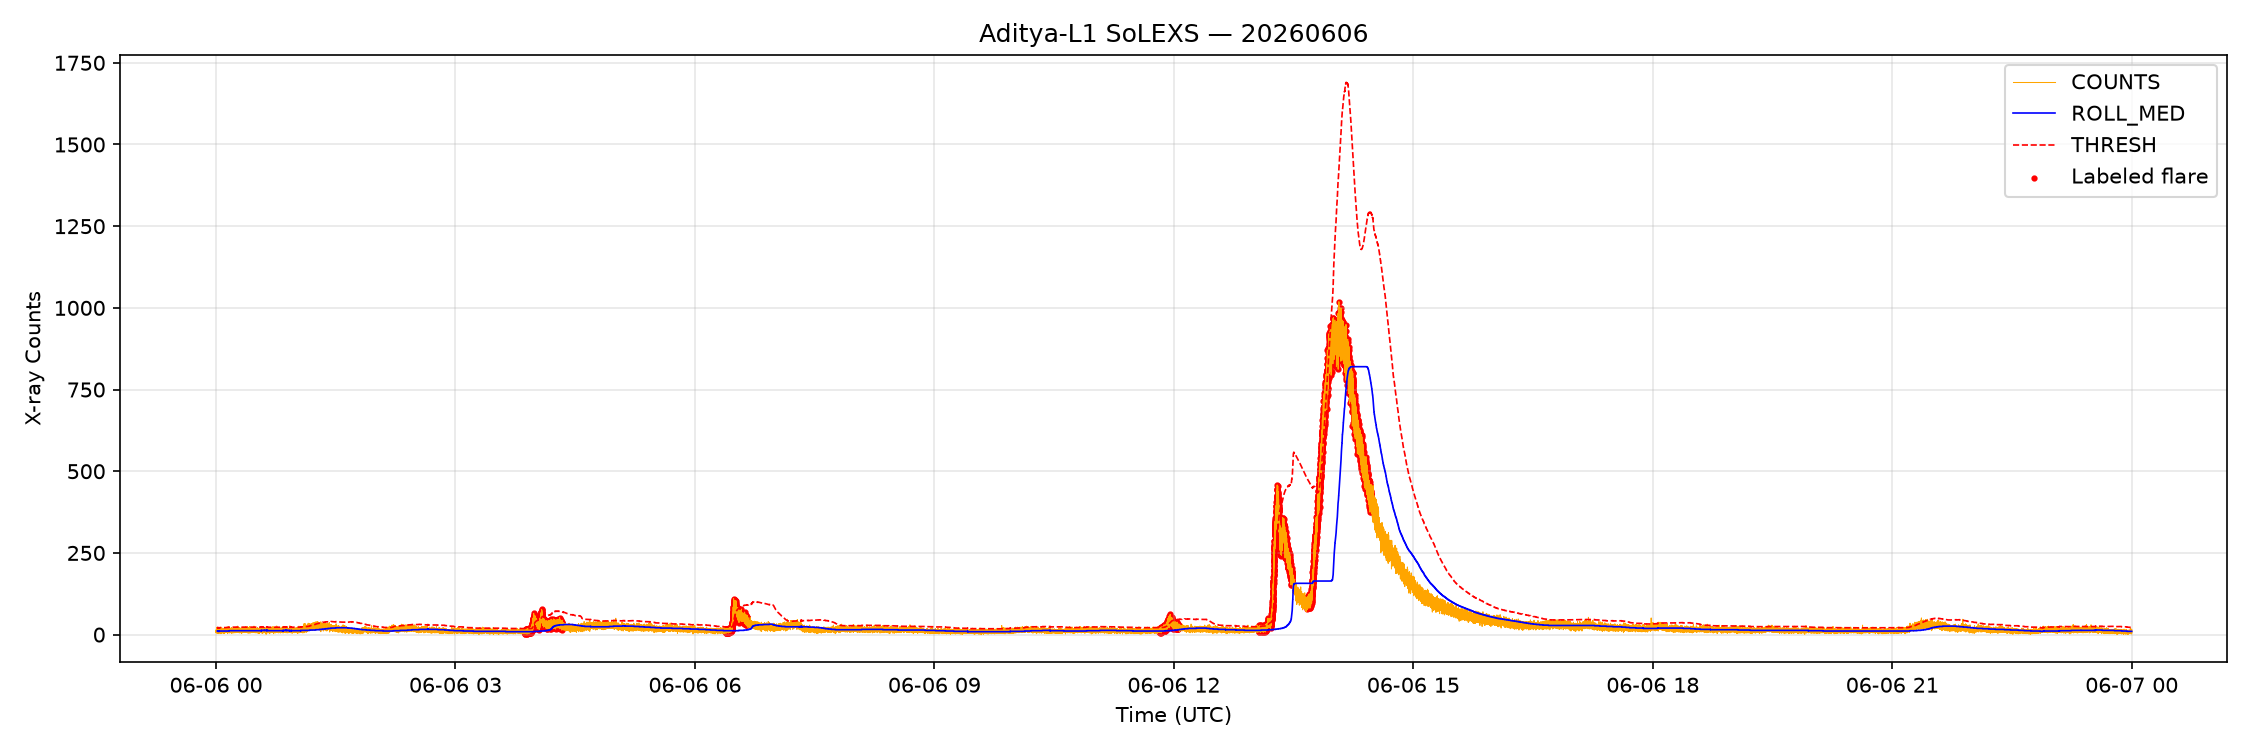 Aditya-L1 SoLEXS — 20260606
1750
1500
1250
1000
750
500
250
0
X-ray Counts
COUNTS
ROLL_MED
THRESH
Labeled flare
06-06 00
06-06 03
06-06 06
06-06 09
06-06 12
06-06 15
06-06 18
06-06 21
06-07 00
Time (UTC)